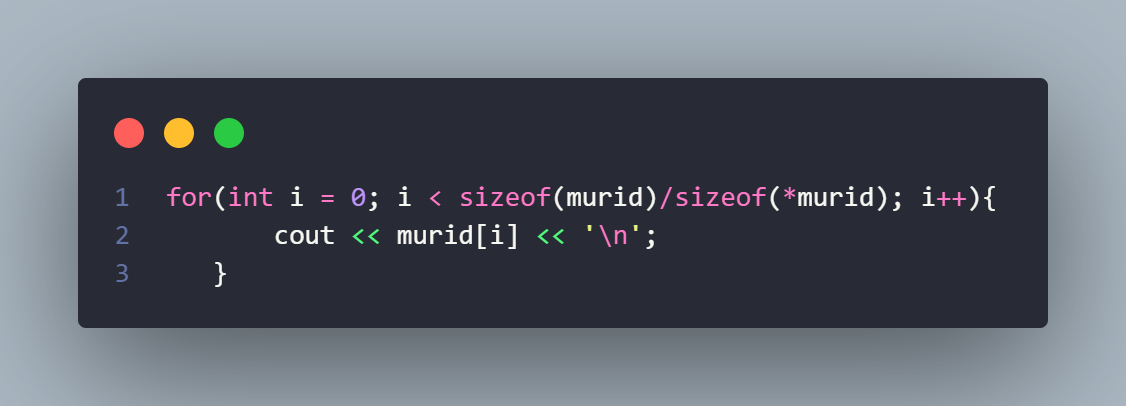 1 for(int i = 0; i < sizeof(murid)/sizeof(*murid); i++){
2 cout << murid[i] << '\n';
3 }